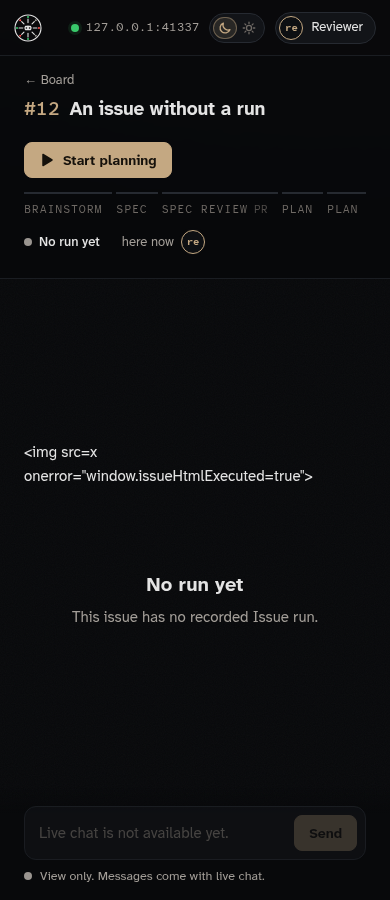 127.0.0.1:41337
re Reviewer
← Board
#12 An issue without a run
Start planning
BRAINSTORM SPEC SPEC REVIEW PR PLAN PLAN
No run yet here now re
<img src=x
onerror="window.issueHtmlExecuted=true">
No run yet
This issue has no recorded Issue run.
Live chat is not available yet. Send
View only. Messages come with live chat.